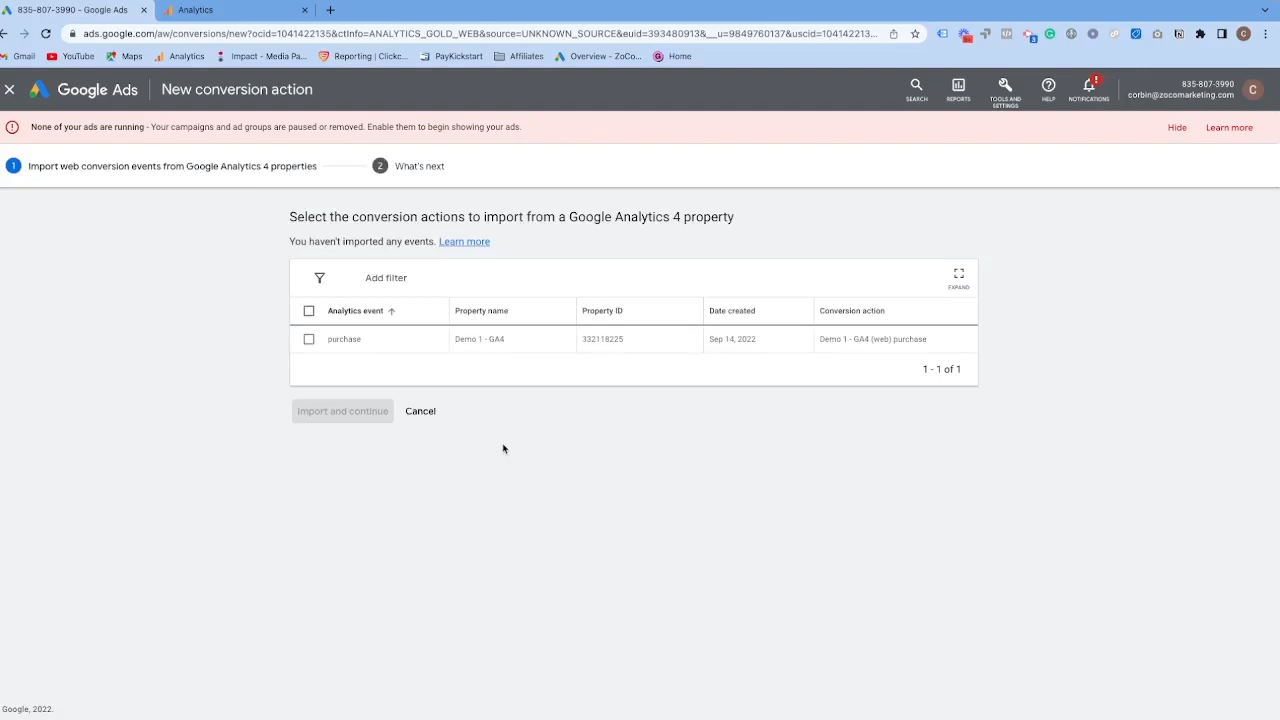 835-807-3990 - Google Ads
Analytics
ads.google.com/aw/conversions/new?ocid=1041422135&ctInfo=ANALYTICS_GOLD_WEB&source=UNKNOWN_SOURCE&euid=393480913&__u=9849760137&uscid=104142213...
Gmail YouTube Maps Analytics Impact - Media Pa... Reporting | Clickc... PayKickstart Affiliates Overview - ZoCo... Home
Google Ads New conversion action
SEARCH REPORTS TOOLS AND SETTINGS HELP NOTIFICATIONS
835-807-3990
corbin@zocomarketing.com
C
None of your ads are running - Your campaigns and ad groups are paused or removed. Enable them to begin showing your ads.
Hide Learn more
1 Import web conversion events from Google Analytics 4 properties 2 What's next
Select the conversion actions to import from a Google Analytics 4 property
You haven't imported any events. Learn more
Add filter
EXPAND
Analytics event Property name Property ID Date created Conversion action
purchase Demo 1 - GA4 332118225 Sep 14, 2022 Demo 1 - GA4 (web) purchase
1 - 1 of 1
Import and continue Cancel
Google, 2022.